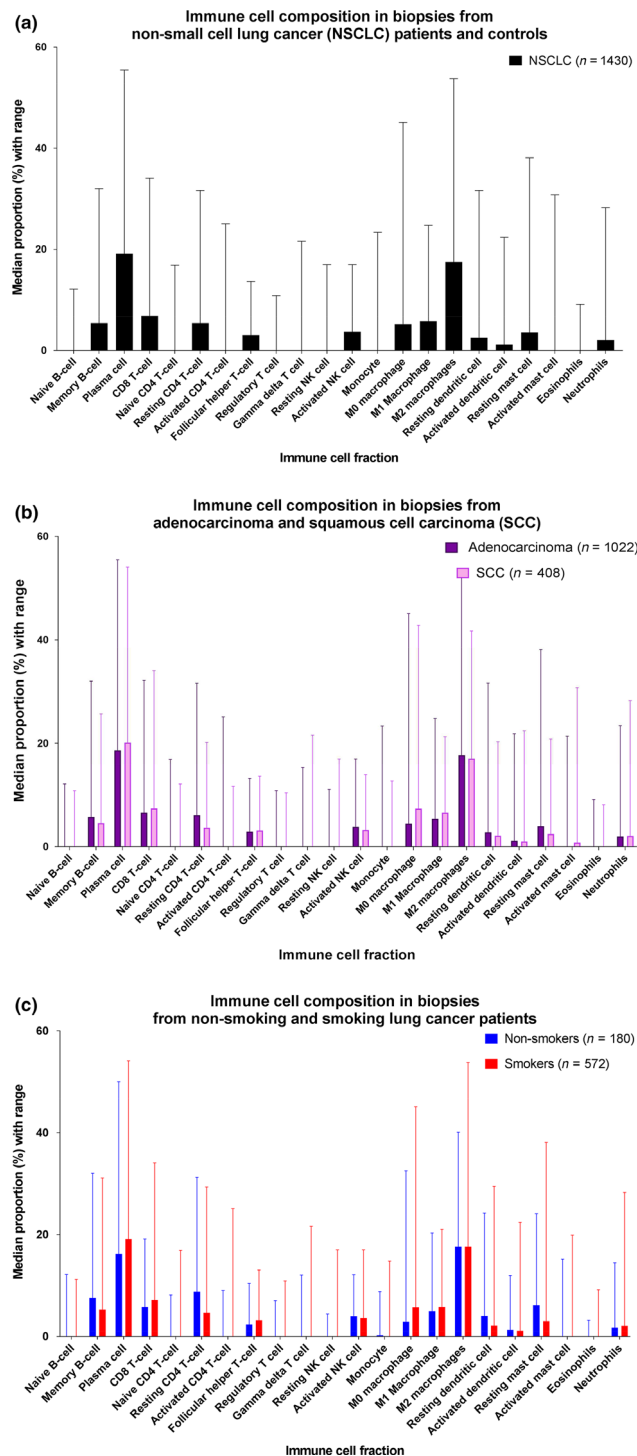 (a)
Immune cell composition in biopsies from
non-small cell lung cancer (NSCLC) patients and controls
NSCLC (n = 1430)
Median proportion (%) with range
60
40
20
0
Naive B-cell
Memory B-cell
Plasma cell
CD8 T-cell
Naive CD4 T-cell
Resting CD4 T-cell
Activated CD4 T-cell
Follicular helper T-cell
Regulatory T cell
Gamma delta T cell
Resting NK cell
Activated NK cell
Monocyte
M0 macrophage
M1 Macrophage
M2 macrophages
Resting dendritic cell
Activated dendritic cell
Resting mast cell
Activated mast cell
Eosinophils
Neutrophils
Immune cell fraction
(b)
Immune cell composition in biopsies from
adenocarcinoma and squamous cell carcinoma (SCC)
Adenocarcinoma (n = 1022)
SCC (n = 408)
Median proportion (%) with range
60
40
20
0
Naive B-cell
Memory B-cell
Plasma cell
CD8 T-cell
Naive CD4 T-cell
Resting CD4 T-cell
Activated CD4 T-cell
Follicular helper T-cell
Regulatory T cell
Gamma delta T cell
Resting NK cell
Activated NK cell
Monocyte
M0 macrophage
M1 Macrophage
M2 macrophages
Resting dendritic cell
Activated dendritic cell
Resting mast cell
Activated mast cell
Eosinophils
Neutrophils
Immune cell fraction
(c)
Immune cell composition in biopsies
from non-smoking and smoking lung cancer patients
Non-smokers (n = 180)
Smokers (n = 572)
Median proportion (%) with range
60
40
20
0
Naive B-cell
Memory B-cell
Plasma cell
CD8 T-cell
Naive CD4 T-cell
Resting CD4 T-cell
Activated CD4 T-cell
Follicular helper T-cell
Regulatory T cell
Gamma delta T cell
Resting NK cell
Activated NK cell
Monocyte
M0 macrophage
M1 Macrophage
M2 macrophages
Resting dendritic cell
Activated dendritic cell
Resting mast cell
Activated mast cell
Eosinophils
Neutrophils
Immune cell fraction